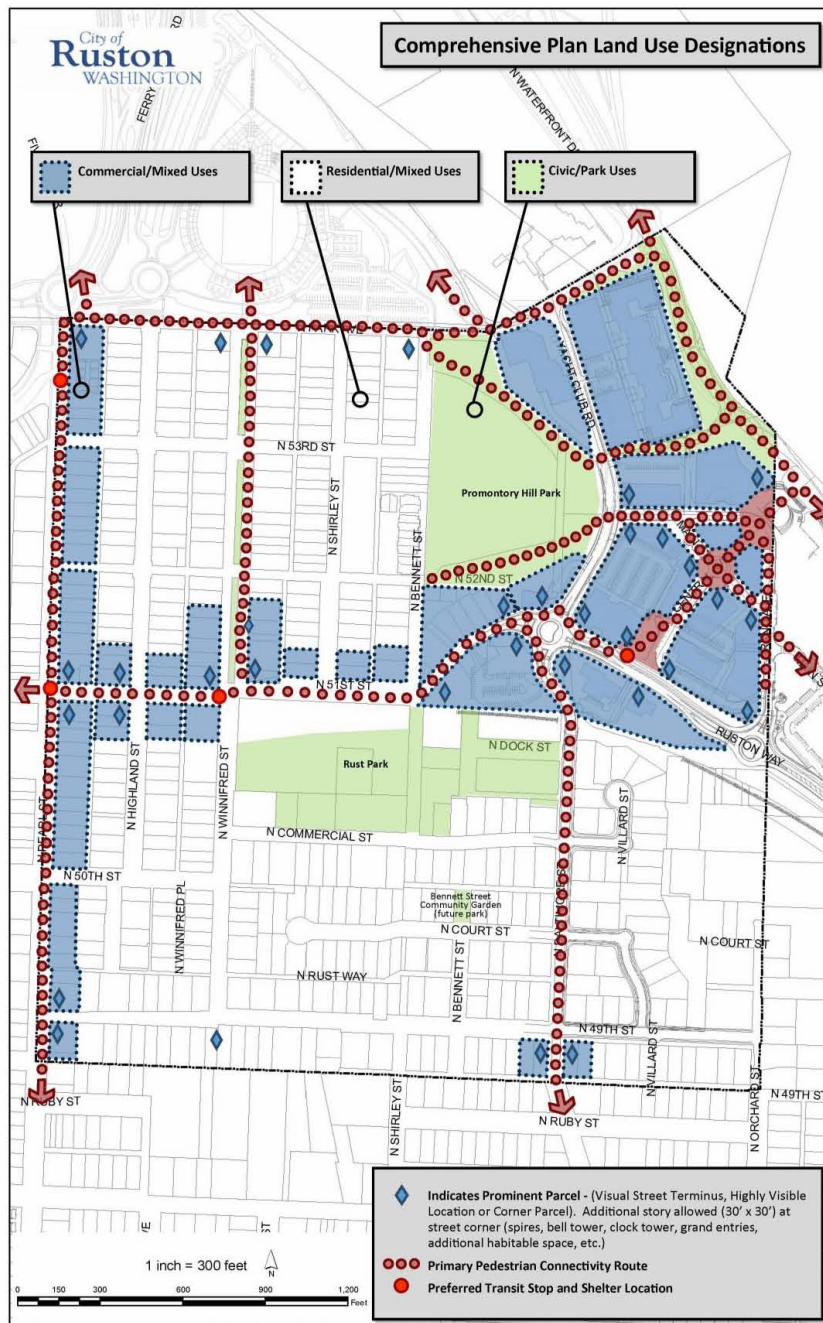 City of
Ruston
WASHINGTON
Comprehensive Plan Land Use Designations
FERRY
N WATERFRONT
Commercial/Mixed Uses
Residential/Mixed Uses
Civic/Park Uses
CLUB RD
N 53RD ST
N SHIRLEY ST
N BENNETT ST
Promontory Hill Park
N 52ND ST
N 51ST ST
RUSTON WAY
N DOCK ST
Rust Park
N HIGHLAND ST
N WINNIFRED ST
N PEARL ST
N COMMERCIAL ST
N VILLARD ST
N 50TH ST
N WINNIFRED PL
Bennett Street
Community Garden
(future park)
N COURT ST
N COURT ST
N RUST WAY
N BENNETT ST
N 49TH ST
N VILLARD ST
N 49TH ST
N RUBY ST
N SHIRLEY ST
N RUBY ST
N ORCHARD ST
Indicates Prominent Parcel - (Visual Street Terminus, Highly Visible
Location or Corner Parcel). Additional story allowed (30' x 30') at
street corner (spires, bell tower, clock tower, grand entries,
additional habitable space, etc.)
Primary Pedestrian Connectivity Route
Preferred Transit Stop and Shelter Location
1 inch = 300 feet
N
0 150 300 600 900 1,200
Feet